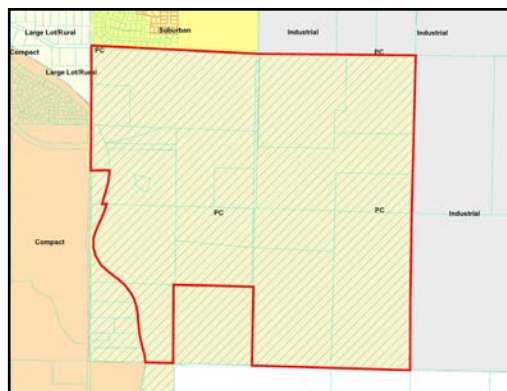 Large Lot/Rural
Suburban
Industrial
Industrial
Compact
PC
PC
Large Lot/Rural
PC
PC
Industrial
Compact